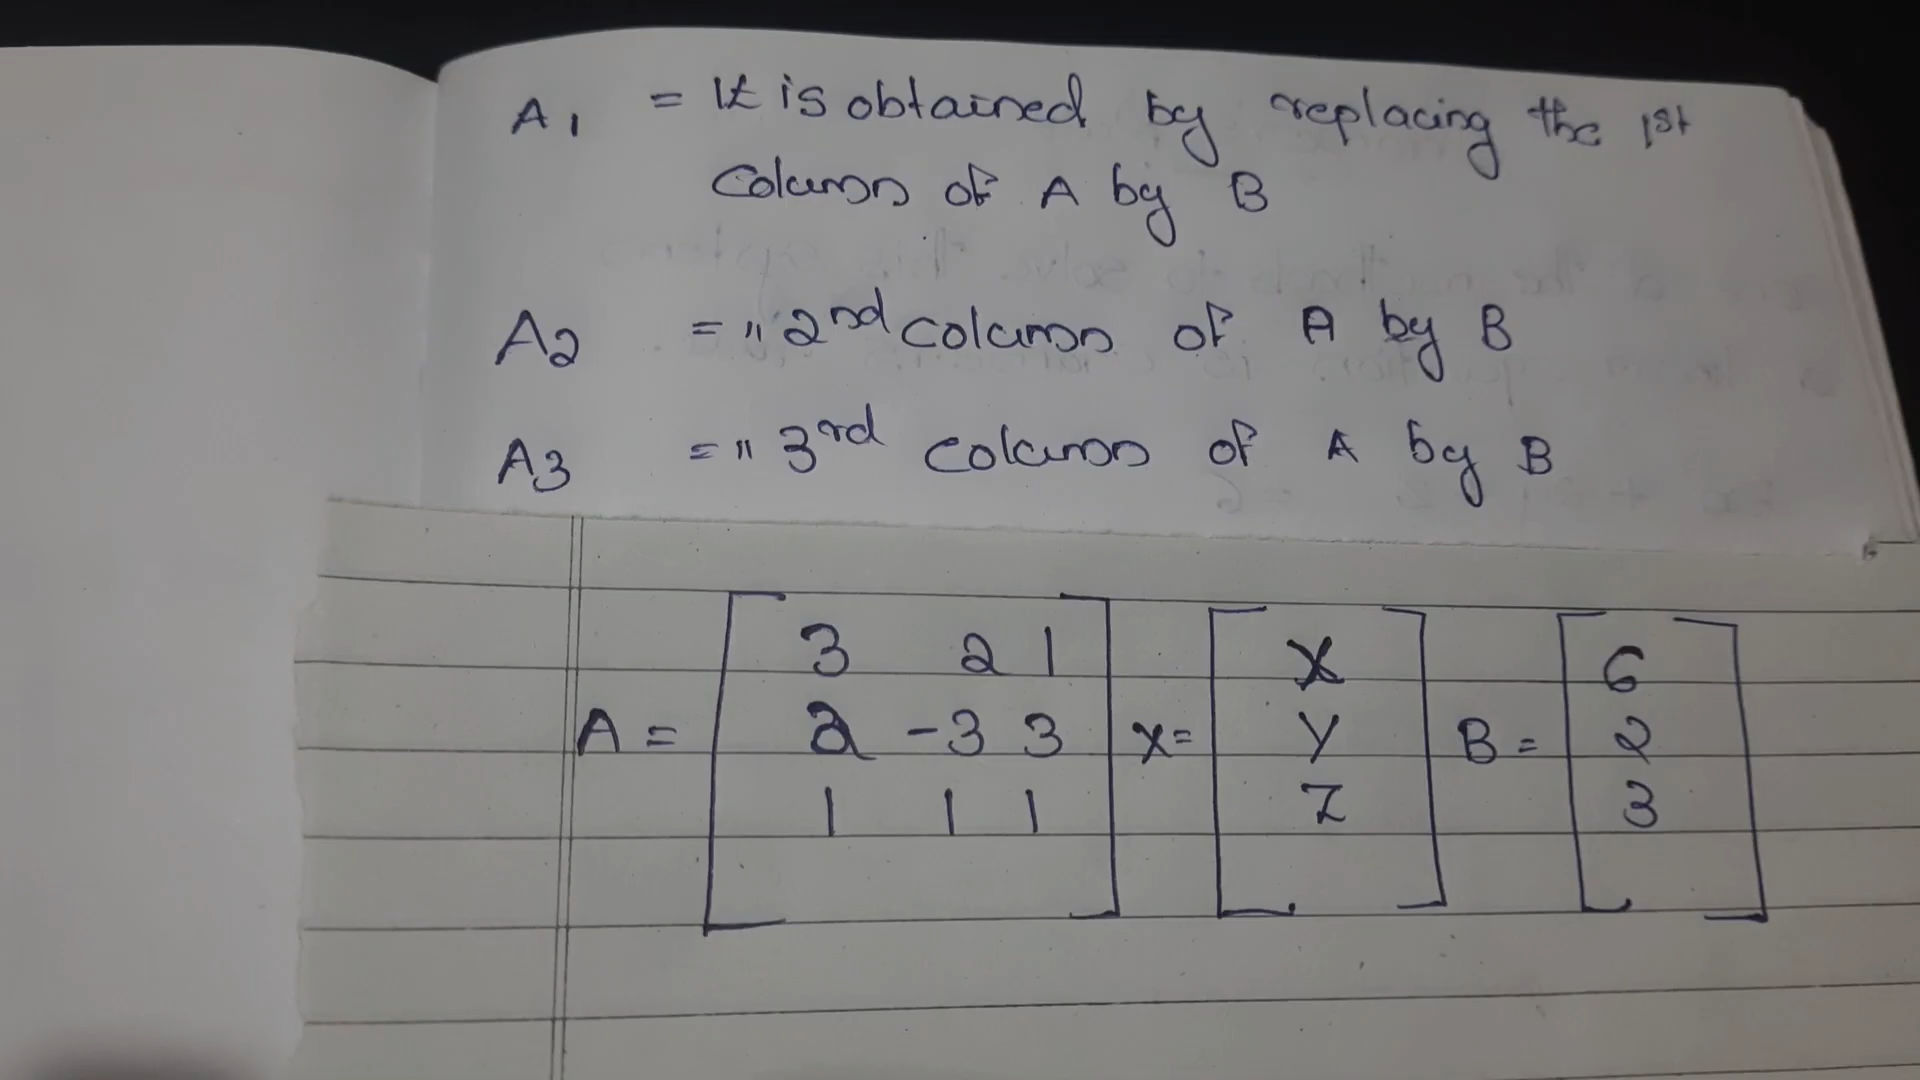 A1 = It is obtained by replacing the 1st
Column of A by B
A2 = " 2nd column of A by B
A3 = " 3rd column of A by B
3 2 1
2 -3 3
1 1 1
A =
X
Y
Z
X=
6
2
3
B =